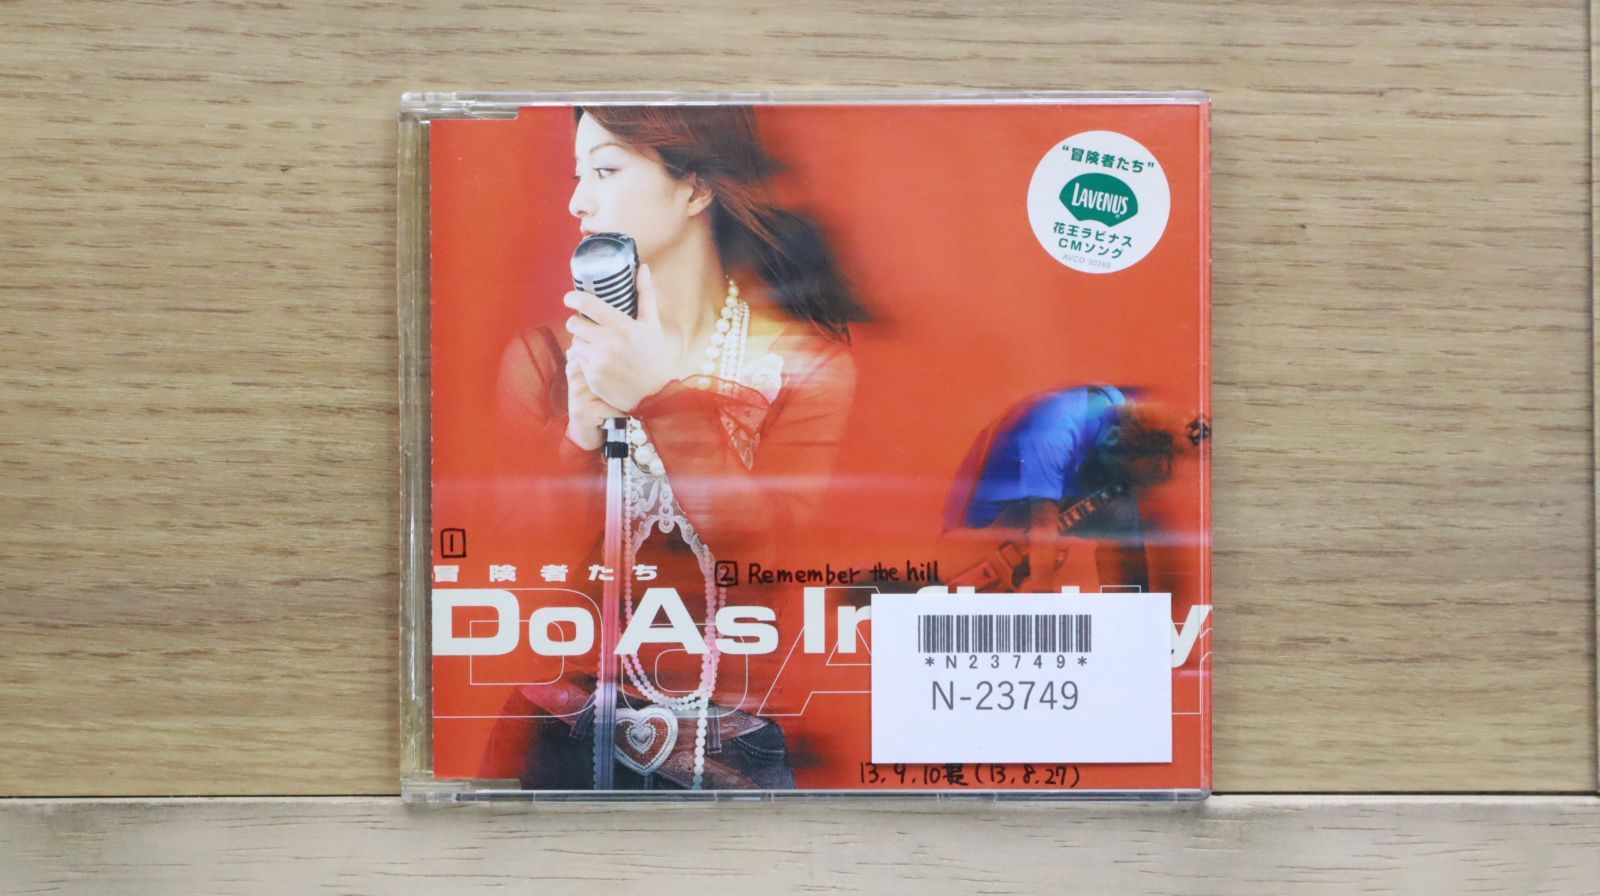 "冒険者たち"
LAVENUS
花王ラビナス
CMソング
AVCD-30269
1
冒険者たち
2 Remember the hill
Do As In
y
*N23749*
N-23749
13.9.10 (13.8.27)